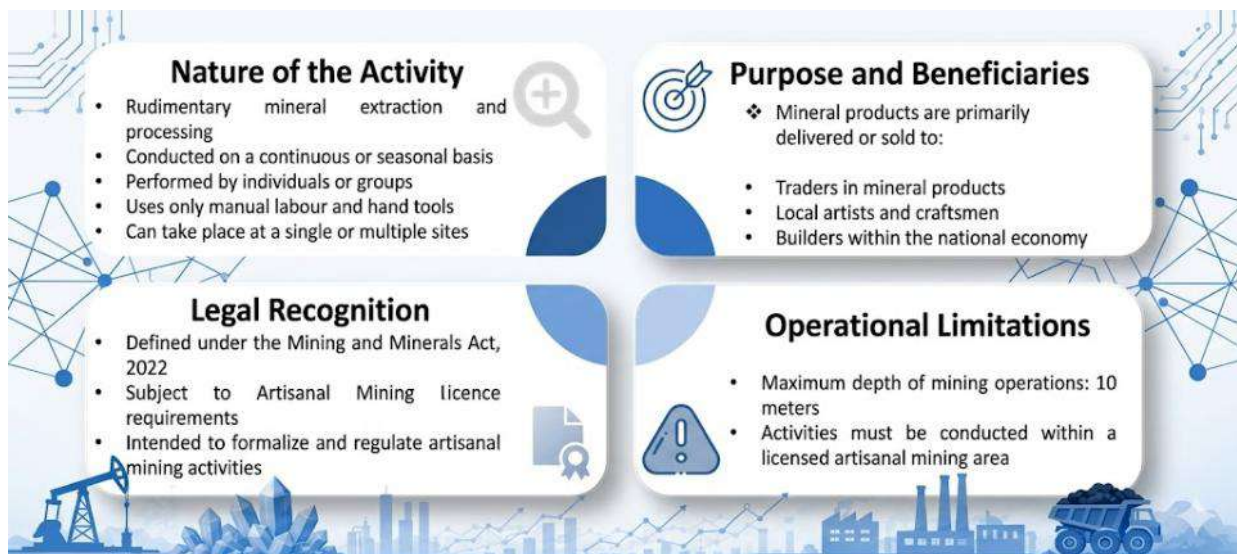 Nature of the Activity
• Rudimentary mineral extraction and
processing
• Conducted on a continuous or seasonal basis
• Performed by individuals or groups
• Uses only manual labour and hand tools
• Can take place at a single or multiple sites
Purpose and Beneficiaries
❖ Mineral products are primarily
delivered or sold to:
• Traders in mineral products
• Local artists and craftsmen
• Builders within the national economy
Legal Recognition
• Defined under the Mining and Minerals Act,
2022
• Subject to Artisanal Mining licence
requirements
• Intended to formalize and regulate artisanal
mining activities
Operational Limitations
• Maximum depth of mining operations: 10
meters
• Activities must be conducted within a
licensed artisanal mining area